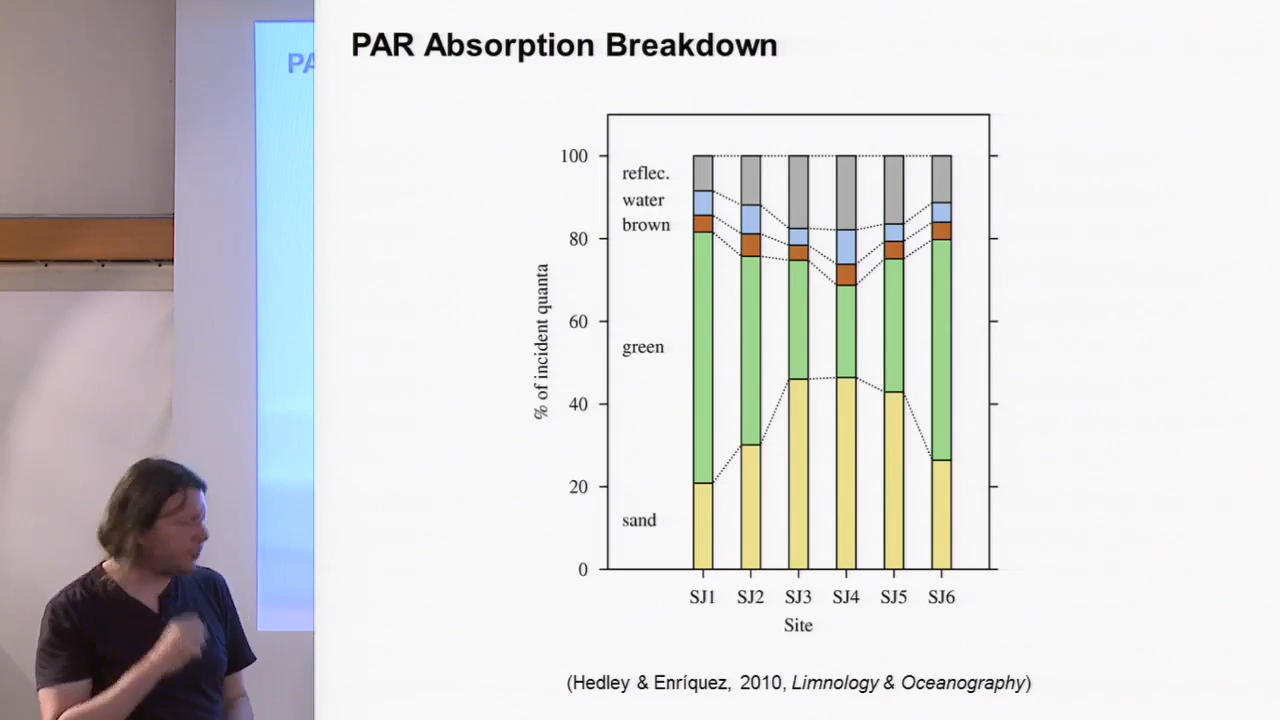 PAR Absorption Breakdown
PA
100
reflec.
water
brown
80
60
green
40
20
sand
0
% of incident quanta
SJ1 SJ2 SJ3 SJ4 SJ5 SJ6
Site
(Hedley & Enríquez, 2010, Limnology & Oceanography)